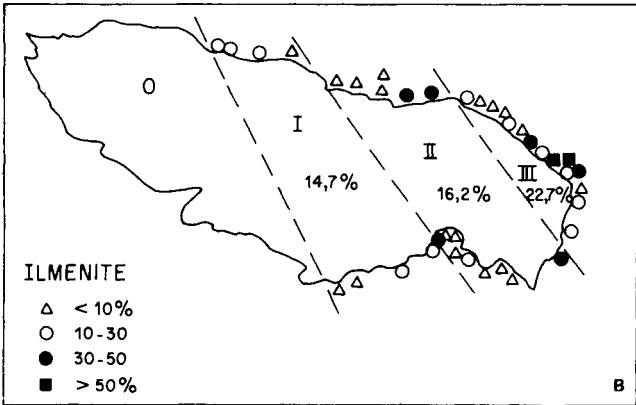 O
I
II
III
14,7%
16,2%
22,7%
ILMENITE
< 10%
10-30
30-50
> 50%
B